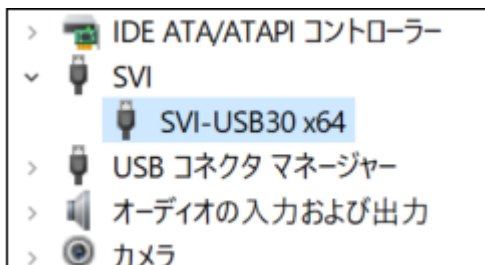 IDE ATA/ATAPI コントローラー
SVI
SVI-USB30 x64
USB コネクタ マネージャー
オーディオの入力および出力
カメラ